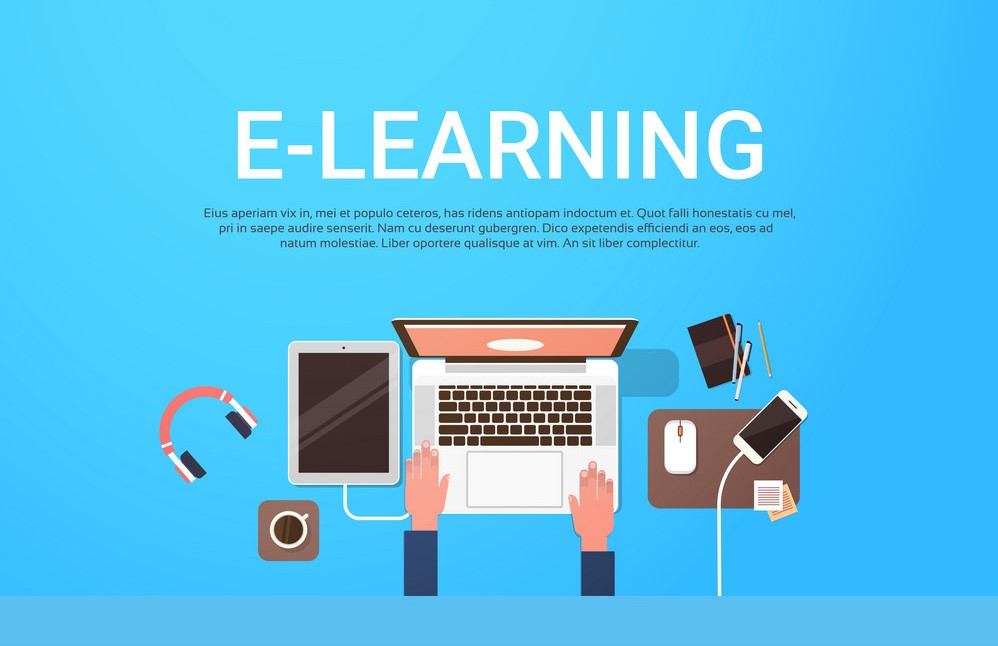 E-LEARNING
Eius aperiam vix in, mei et populo ceteros, has ridens antiopam indoctum et. Quot falli honestatis cu mel,
pri in saepe audire senserit. Nam cu deserunt gubergren. Dico expetendis efficiendi an eos, eos ad
natum molestiae. Liber oportere qualisque at vim. An sit liber complectitur.